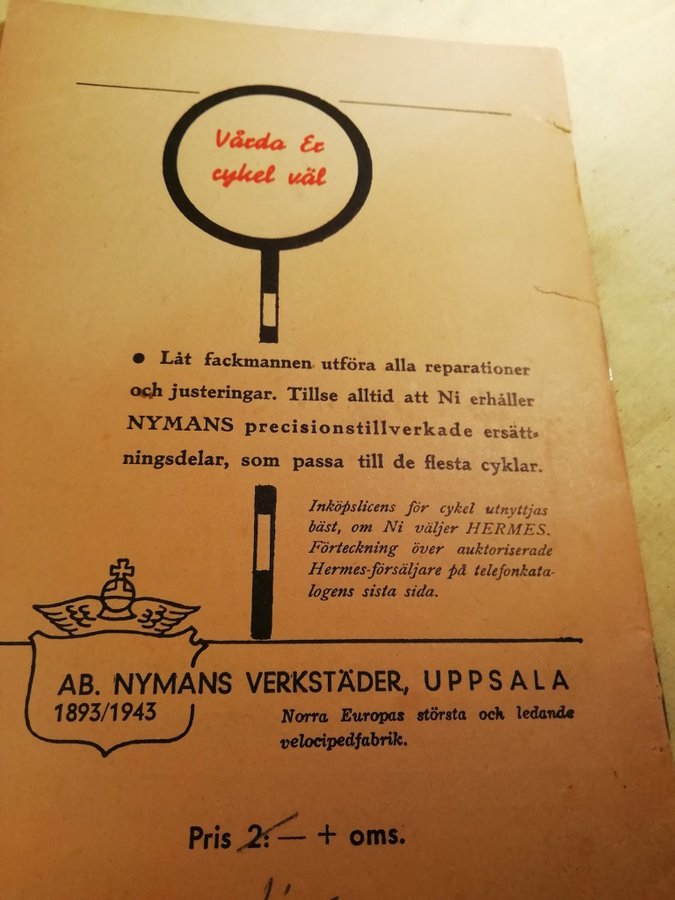 Vårda Er
cykel väl
• Låt fackmannen utföra alla reparationer
och justeringar. Tillse alltid att Ni erhåller
NYMANS precisionstillverkade ersätt-
ningsdelar, som passa till de flesta cyklar.
Inköpslicens för cykel utnyttjas
bäst, om Ni väljer HERMES.
Förteckning över auktoriserade
Hermes-försäljare på telefonkata-
logens sista sida.
AB. NYMANS VERKSTÄDER, UPPSALA
1893/1943
Norra Europas största och ledande
velocipedfabrik.
Pris 2:— + oms.